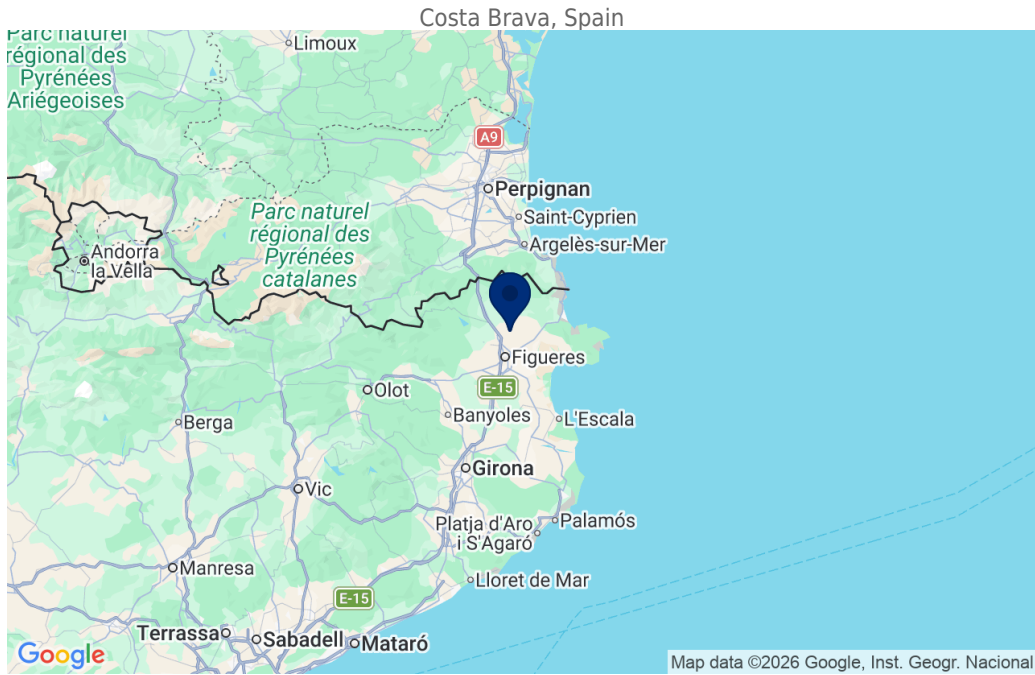 Costa Brava, Spain
Parc naturel
régional des
Pyrénées
Ariégeoises
Limoux
A9
Perpignan
Saint-Cyprien
Argelès-sur-Mer
Parc naturel
régional des
Pyrénées
catalanes
Andorra
la Vella
Figueres
E-15
Olot
Banyoles
L'Escala
Berga
Girona
Vic
Platja d'Aro
i S'Agaró
Palamós
Manresa
Lloret de Mar
E-15
Terrassa
Sabadell
Mataró
Google
Map data ©2026 Google, Inst. Geogr. Nacional